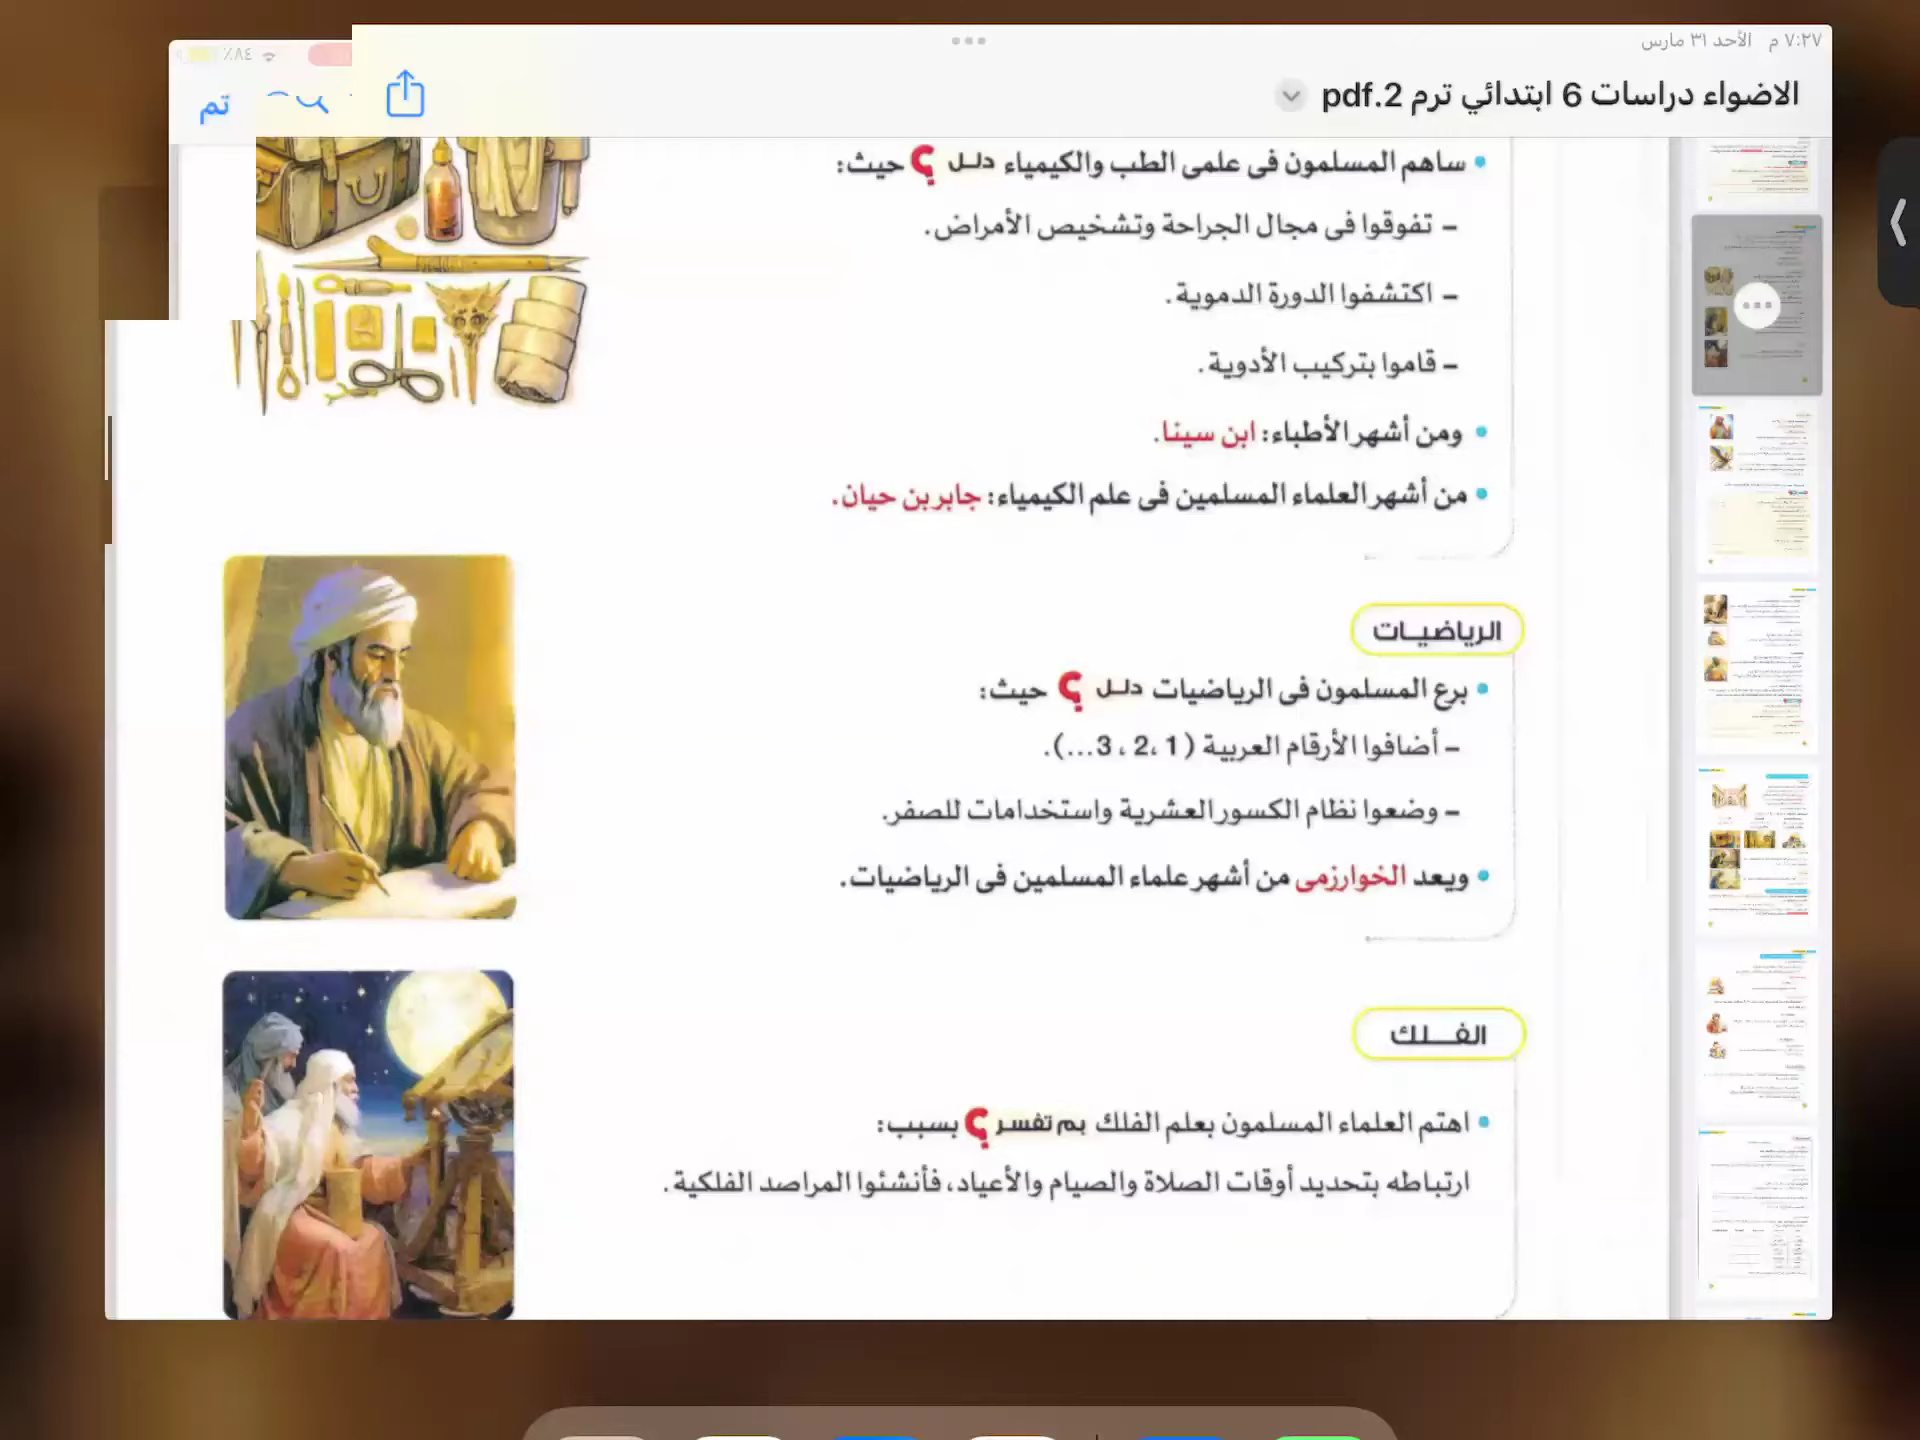 ٧:٢٧ م الأحد ٣١ مارس
٨٤٪
الاضواء دراسات 6 ابتدائي ترم 2.pdf
تم
• ساهم المسلمون فى علمى الطب والكيمياء دلل ؟ حيث:
– تفوقوا فى مجال الجراحة وتشخيص الأمراض.
– اكتشفوا الدورة الدموية.
– قاموا بتركيب الأدوية.
• ومن أشهر الأطباء: ابن سينا.
• من أشهر العلماء المسلمين فى علم الكيمياء: جابر بن حيان.
الرياضيات
• برع المسلمون فى الرياضيات دلل ؟ حيث:
– أضافوا الأرقام العربية (1 ،2 ، 3...).
– وضعوا نظام الكسور العشرية واستخدامات للصفر.
• ويعد الخوارزمى من أشهر علماء المسلمين فى الرياضيات.
الفلك
• اهتم العلماء المسلمون بعلم الفلك بم تفسر ؟ بسبب:
ارتباطه بتحديد أوقات الصلاة والصيام والأعياد، فأنشئوا المراصد الفلكية.